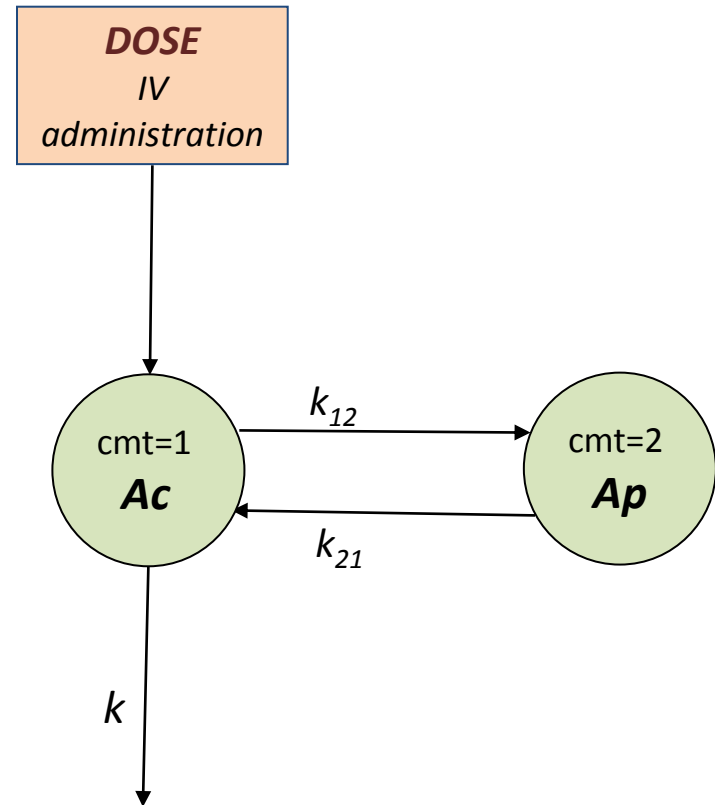 DOSE
IV
administration
k12
cmt=1
Ac
cmt=2
Ap
k21
k